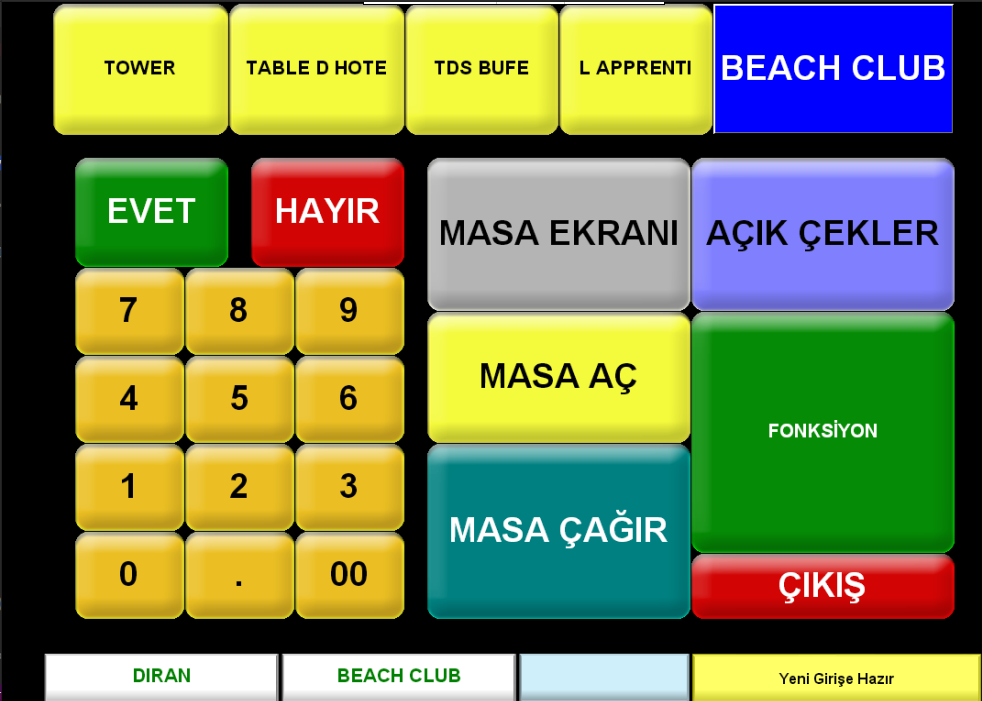 TOWER
TABLE D HOTE
TDS BUFE
L APPRENTI
BEACH CLUB
EVET
HAYIR
MASA EKRANI
AÇIK ÇEKLER
7
8
9
MASA AÇ
4
5
6
FONKSİYON
1
2
3
MASA ÇAĞIR
0
.
00
ÇIKIŞ
DIRAN
BEACH CLUB
Yeni Girişe Hazır